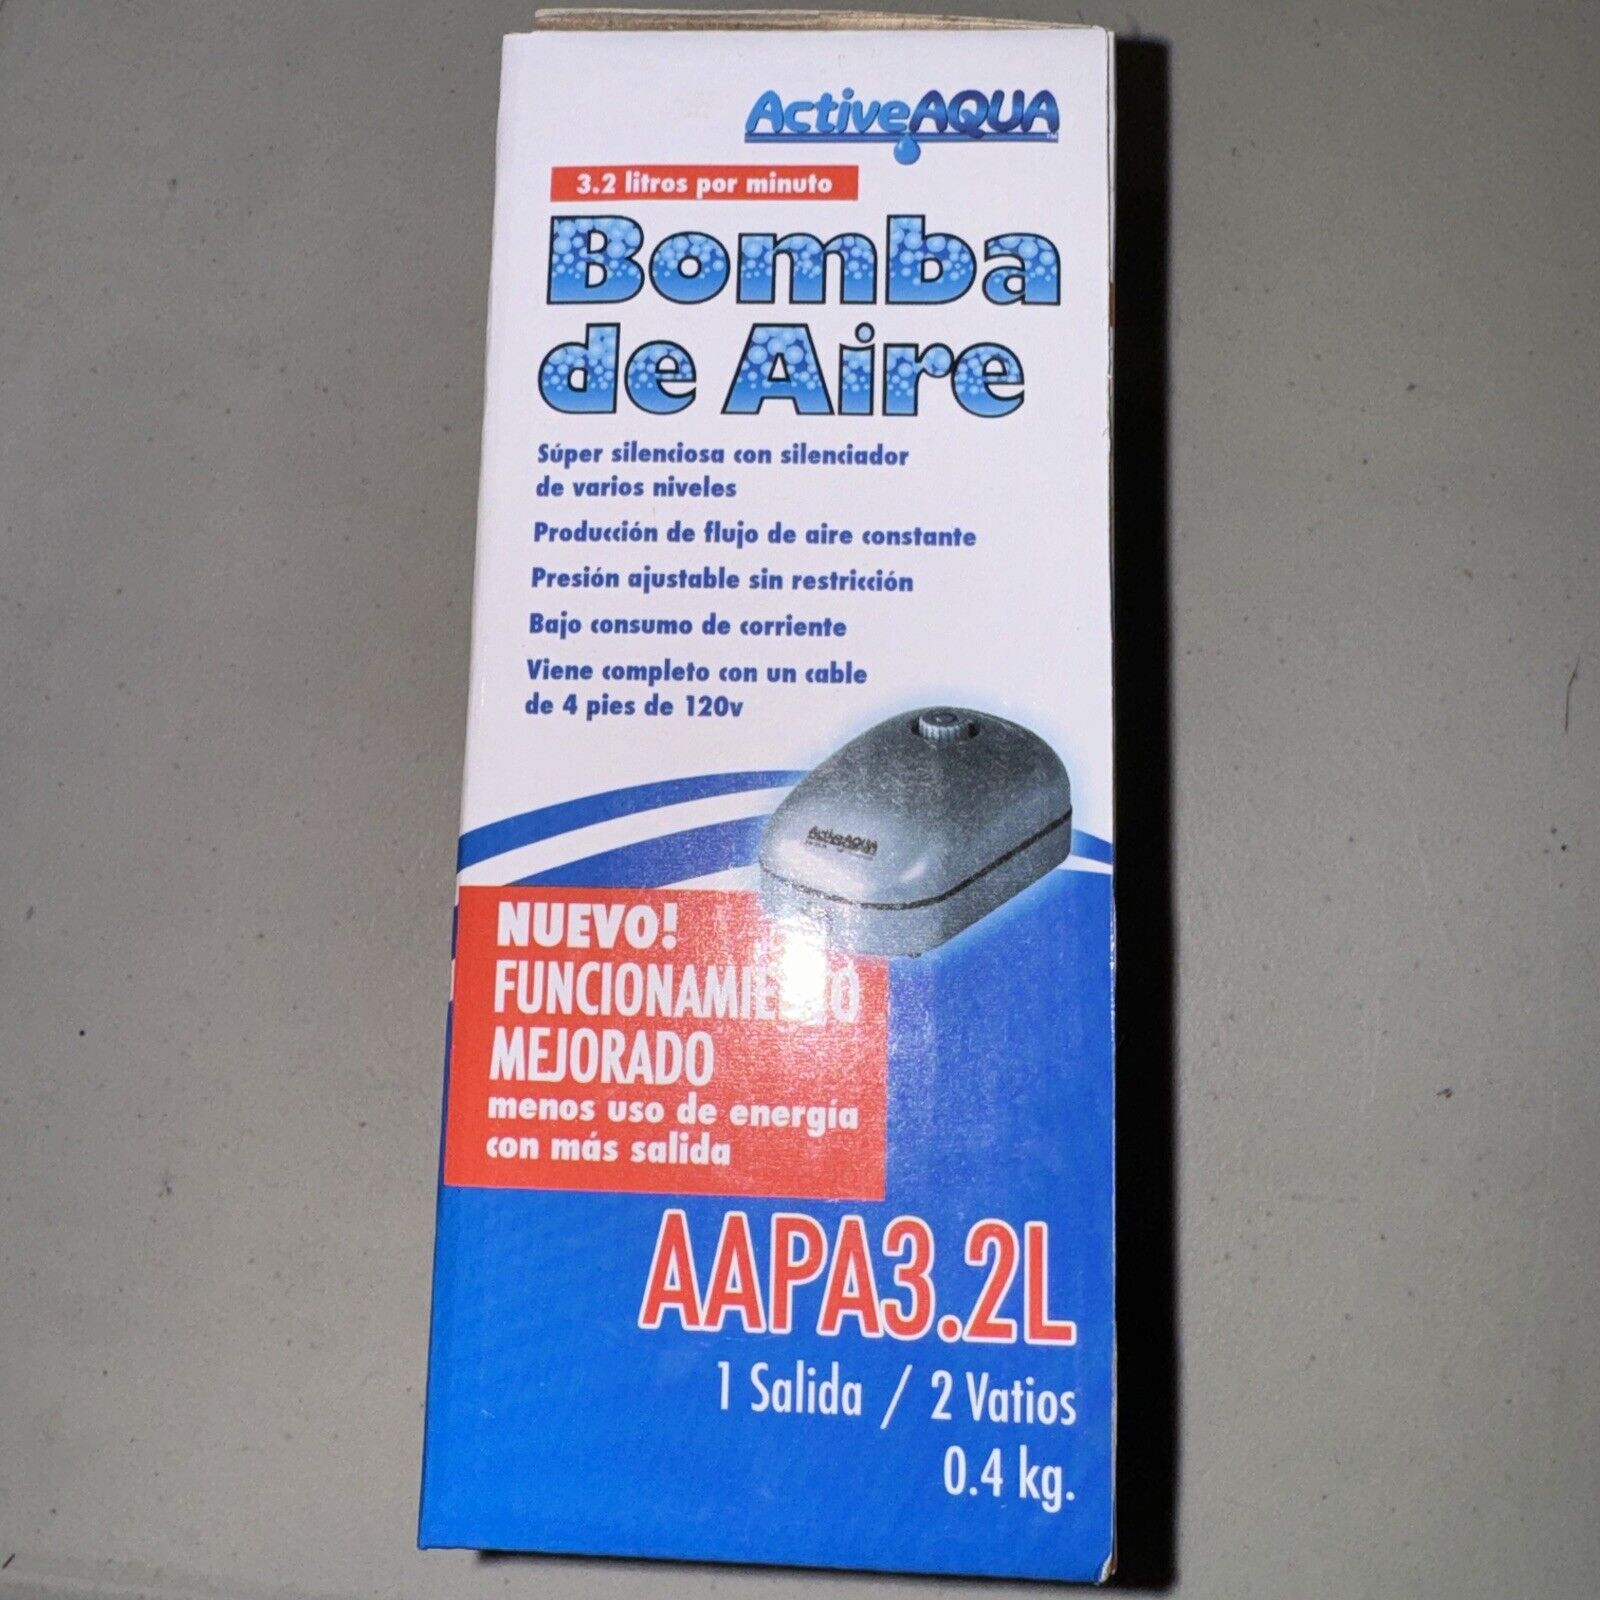 ActiveAQUA
3.2 litros por minuto
Bomba
de Aire
Súper silenciosa con silenciador
de varios niveles
Producción de flujo de aire constante
Presión ajustable sin restricción
Bajo consumo de corriente
Viene completo con un cable
de 4 pies de 120v
ActiveAQUA
NUEVO!
FUNCIONAMIENTO
MEJORADO
menos uso de energía
con más salida
AAPA3.2L
1 Salida / 2 Vatios
0.4 kg.